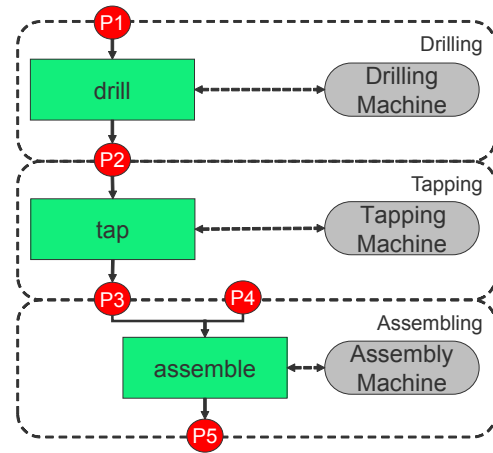 P1
Drilling
drill
Drilling
Machine
P2
Tapping
tap
Tapping
Machine
P3
P4
Assembling
assemble
Assembly
Machine
P5